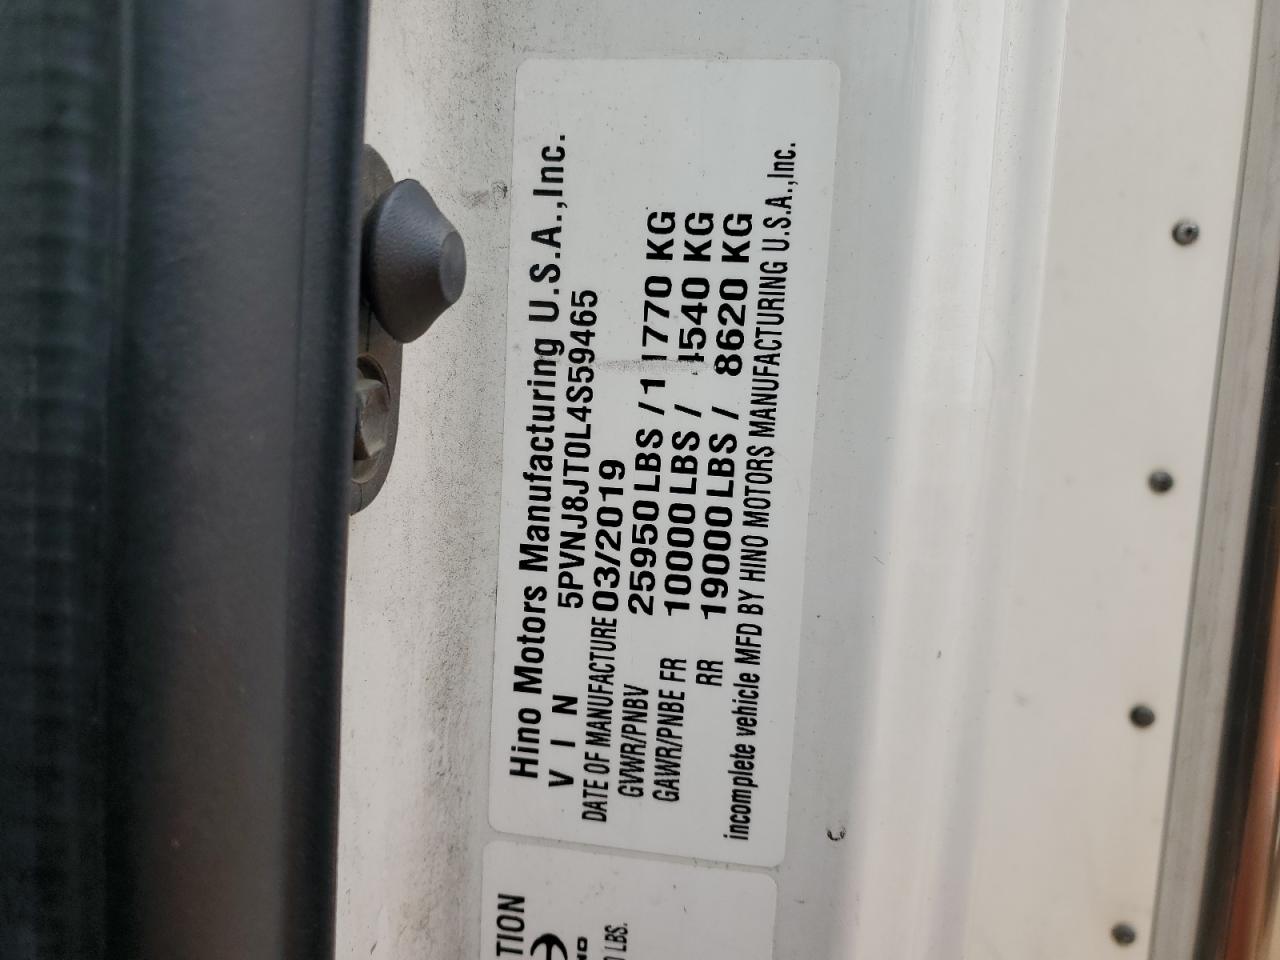 Hino Motors Manufacturing U.S.A.,Inc.
VIN 5PVNJ8JT0L4S59465
DATE OF MANUFACTURE 03/2019
GVWR/PNBV 25950 LBS / 11770 KG
GAWR/PNBE FR 10000 LBS / 4540 KG
RR 19000 LBS / 8620 KG
incomplete vehicle MFD BY HINO MOTORS MANUFACTURING U.S.A.,Inc.
TION
LBS.